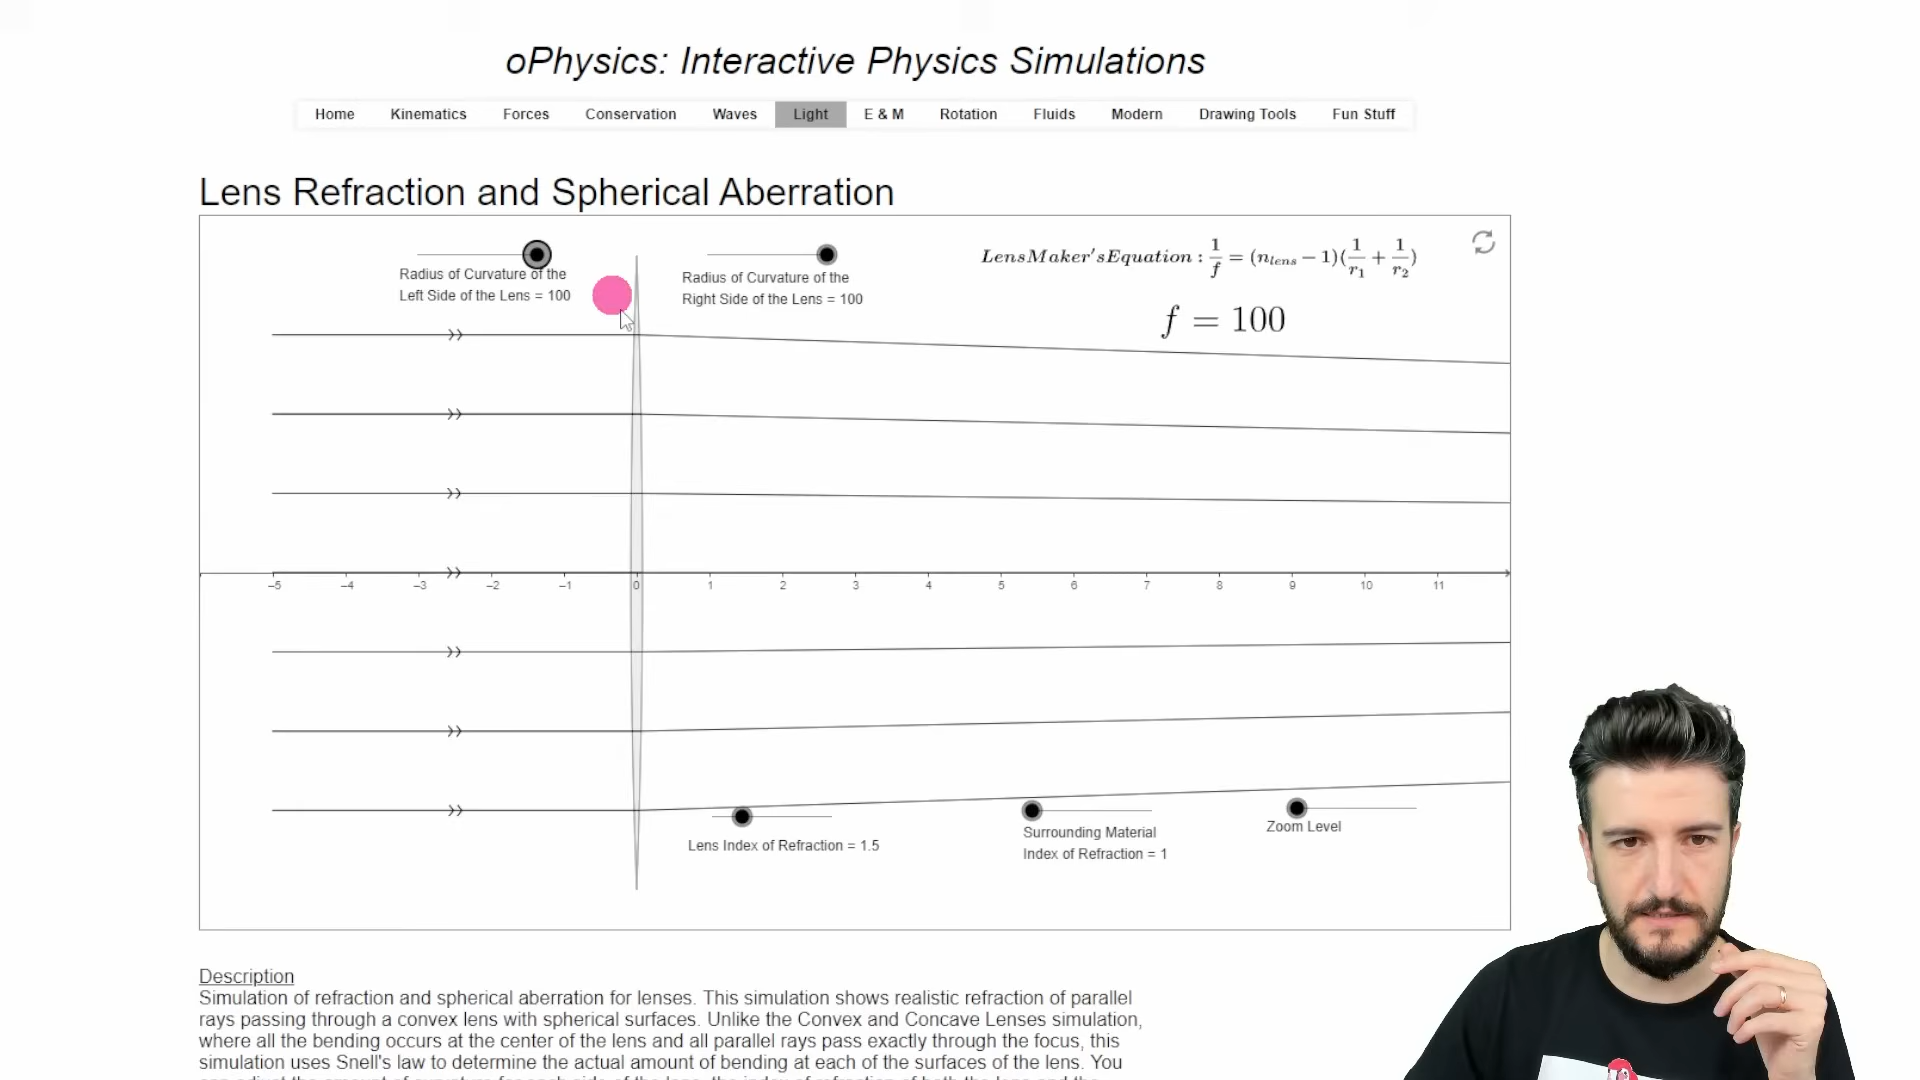 oPhysics: Interactive Physics Simulations
Home Kinematics Forces Conservation Waves Light E & M Rotation Fluids Modern Drawing Tools Fun Stuff
Lens Refraction and Spherical Aberration
Radius of Curvature of the
Left Side of the Lens = 100
Radius of Curvature of the
Right Side of the Lens = 100
LensMaker'sEquation : 1/f = (n_lens − 1)(1/r_1 + 1/r_2)
f = 100
–5 –4 –3 –2 –1 0 1 2 3 4 5 6 7 8 9 10 11
Lens Index of Refraction = 1.5
Surrounding Material
Index of Refraction = 1
Zoom Level
Description
Simulation of refraction and spherical aberration for lenses. This simulation shows realistic refraction of parallel
rays passing through a convex lens with spherical surfaces. Unlike the Convex and Concave Lenses simulation,
where all the bending occurs at the center of the lens and all parallel rays pass exactly through the focus, this
simulation uses Snell's law to determine the actual amount of bending at each of the surfaces of the lens. You